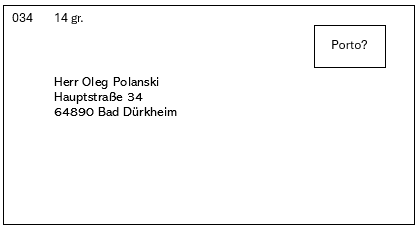 034 14 gr.
Porto?
Herr Oleg Polanski
Hauptstraße 34
64890 Bad Dürkheim